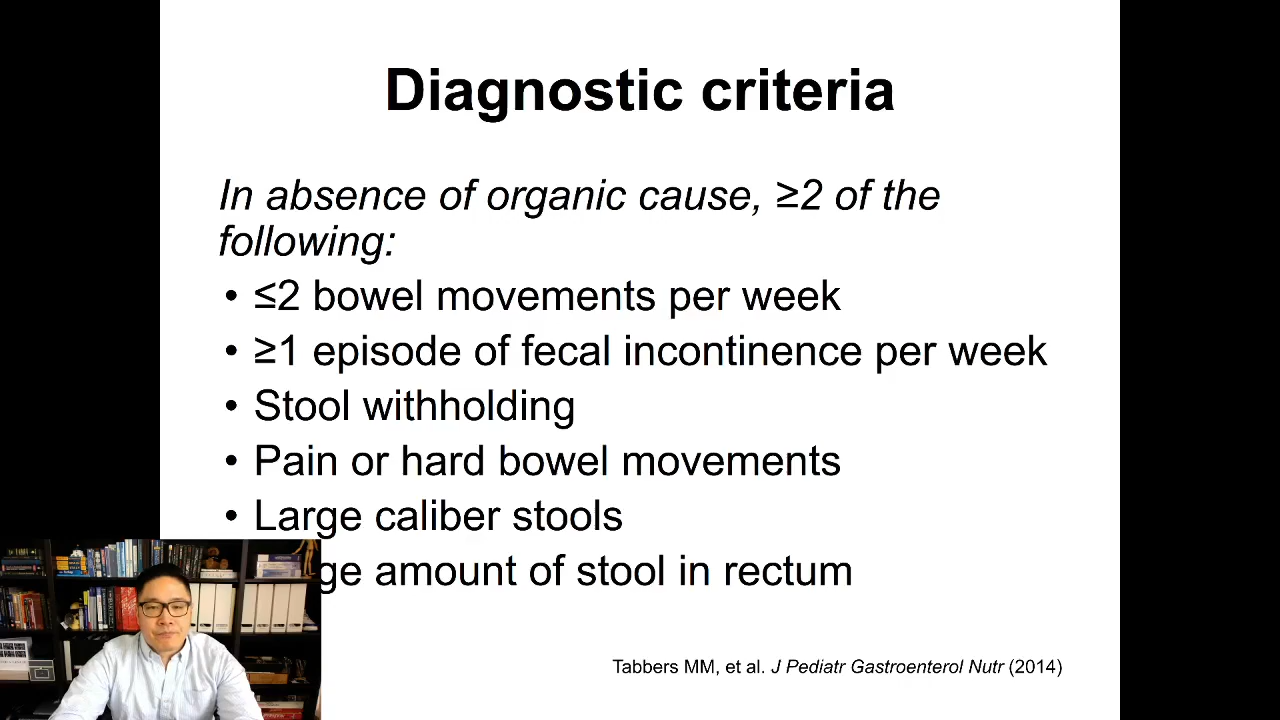 Diagnostic criteria
In absence of organic cause, ≥2 of the
following:
• ≤2 bowel movements per week
• ≥1 episode of fecal incontinence per week
• Stool withholding
• Pain or hard bowel movements
• Large caliber stools
amount of stool in rectum
Tabbers MM, et al. J Pediatr Gastroenterol Nutr (2014)